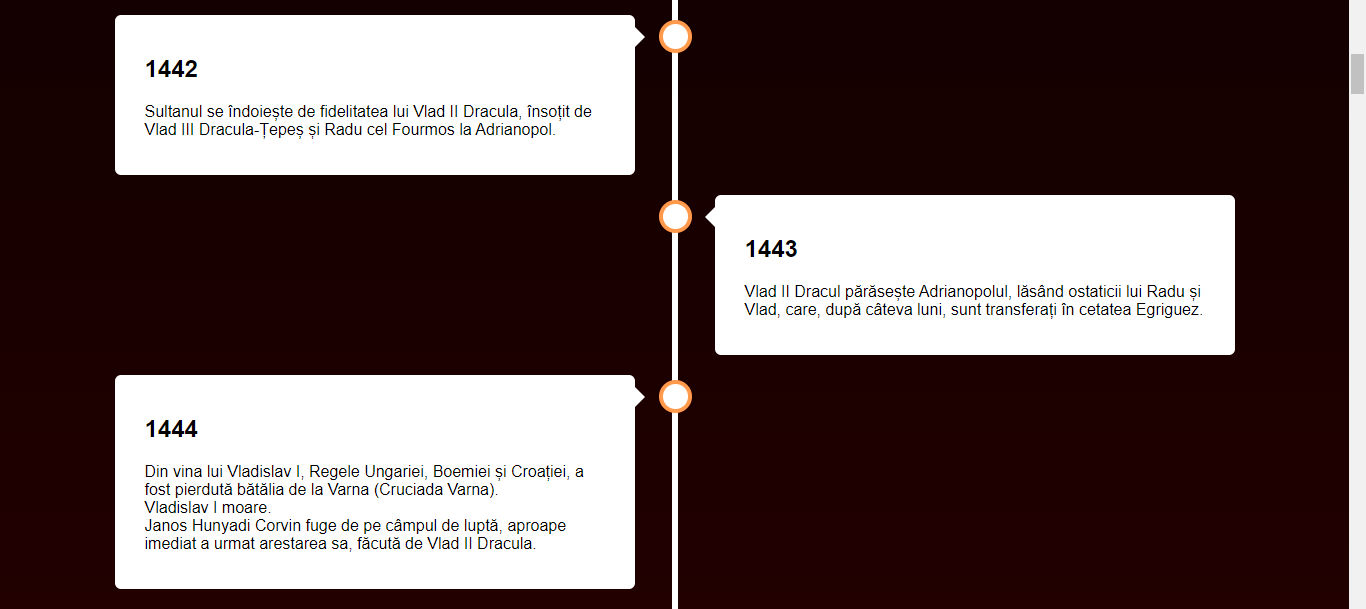 1442
Sultanul se îndoiește de fidelitatea lui Vlad II Dracula, însoțit de
Vlad III Dracula-Țepeș și Radu cel Fourmos la Adrianopol.
1443
Vlad II Dracul părăsește Adrianopolul, lăsând ostaticii lui Radu și
Vlad, care, după câteva luni, sunt transferați în cetatea Egriguez.
1444
Din vina lui Vladislav I, Regele Ungariei, Boemiei și Croației, a
fost pierdută bătălia de la Varna (Cruciada Varna).
Vladislav I moare.
Janos Hunyadi Corvin fuge de pe câmpul de luptă, aproape
imediat a urmat arestarea sa, făcută de Vlad II Dracula.